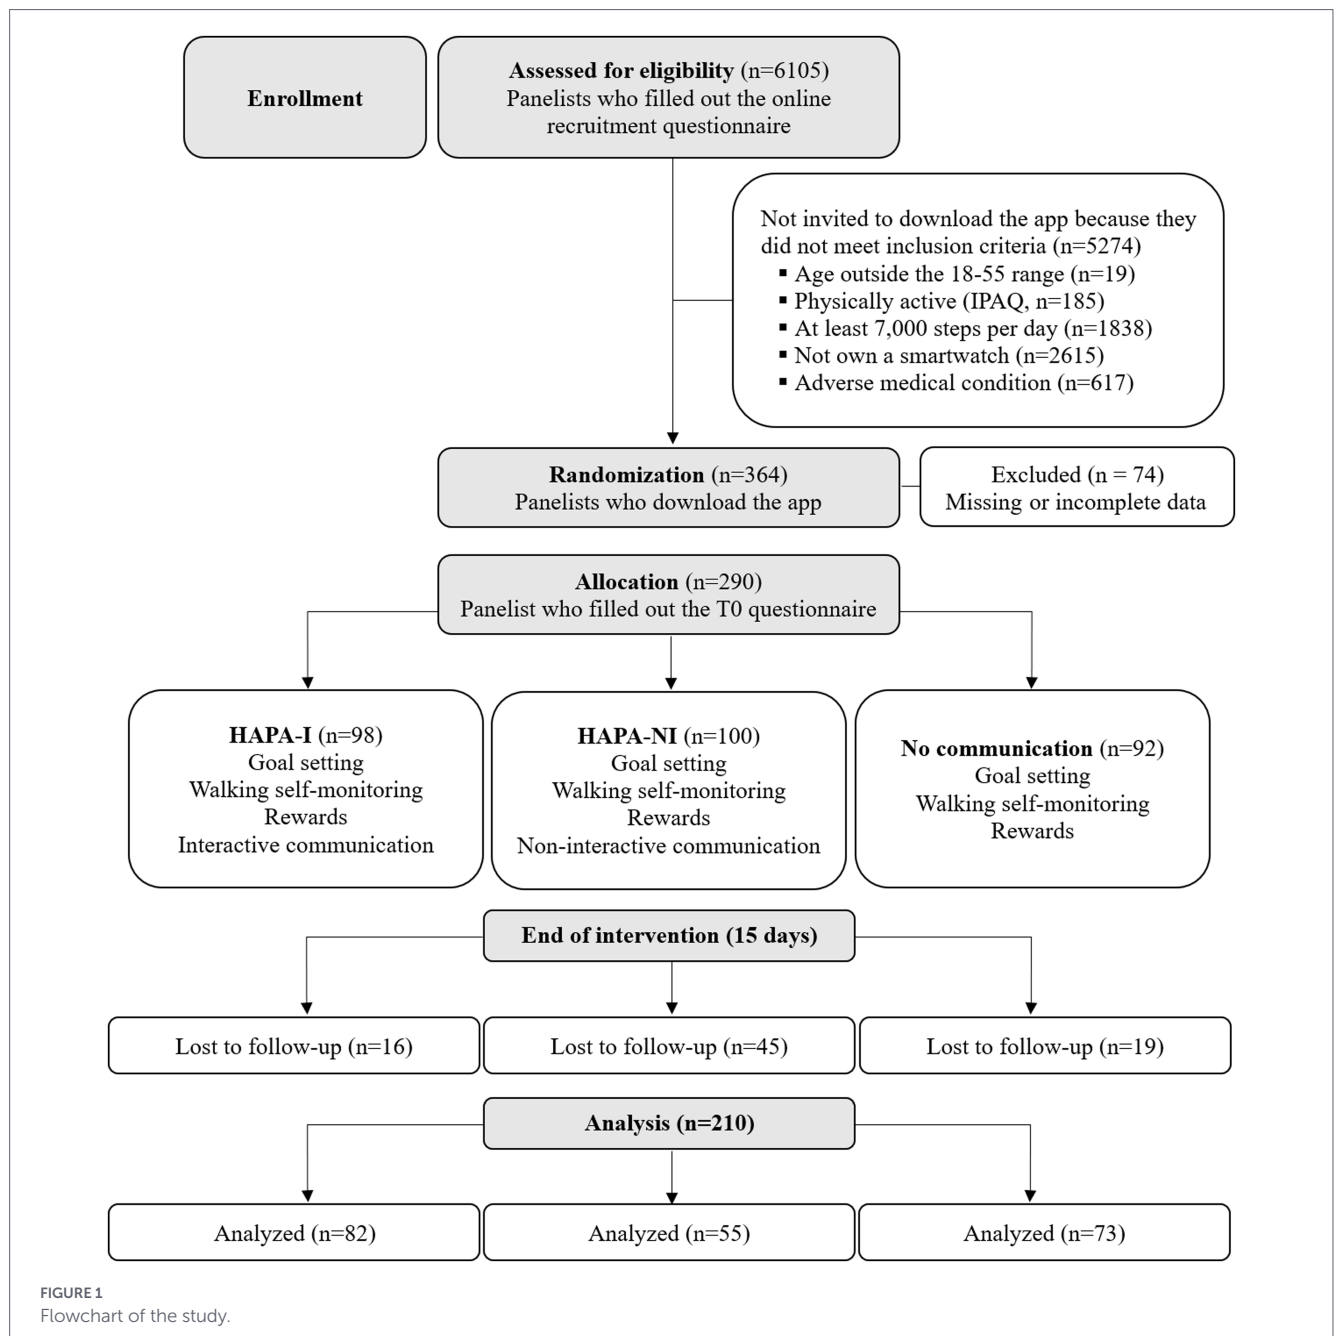 Enrollment
Assessed for eligibility (n=6105)
Panelists who filled out the online
recruitment questionnaire
Not invited to download the app because they
did not meet inclusion criteria (n=5274)
▪ Age outside the 18-55 range (n=19)
▪ Physically active (IPAQ, n=185)
▪ At least 7,000 steps per day (n=1838)
▪ Not own a smartwatch (n=2615)
▪ Adverse medical condition (n=617)
Randomization (n=364)
Panelists who download the app
Excluded (n = 74)
Missing or incomplete data
Allocation (n=290)
Panelist who filled out the T0 questionnaire
HAPA-I (n=98)
Goal setting
Walking self-monitoring
Rewards
Interactive communication
HAPA-NI (n=100)
Goal setting
Walking self-monitoring
Rewards
Non-interactive communication
No communication (n=92)
Goal setting
Walking self-monitoring
Rewards
End of intervention (15 days)
Lost to follow-up (n=16)
Lost to follow-up (n=45)
Lost to follow-up (n=19)
Analysis (n=210)
Analyzed (n=82)
Analyzed (n=55)
Analyzed (n=73)
FIGURE 1
Flowchart of the study.